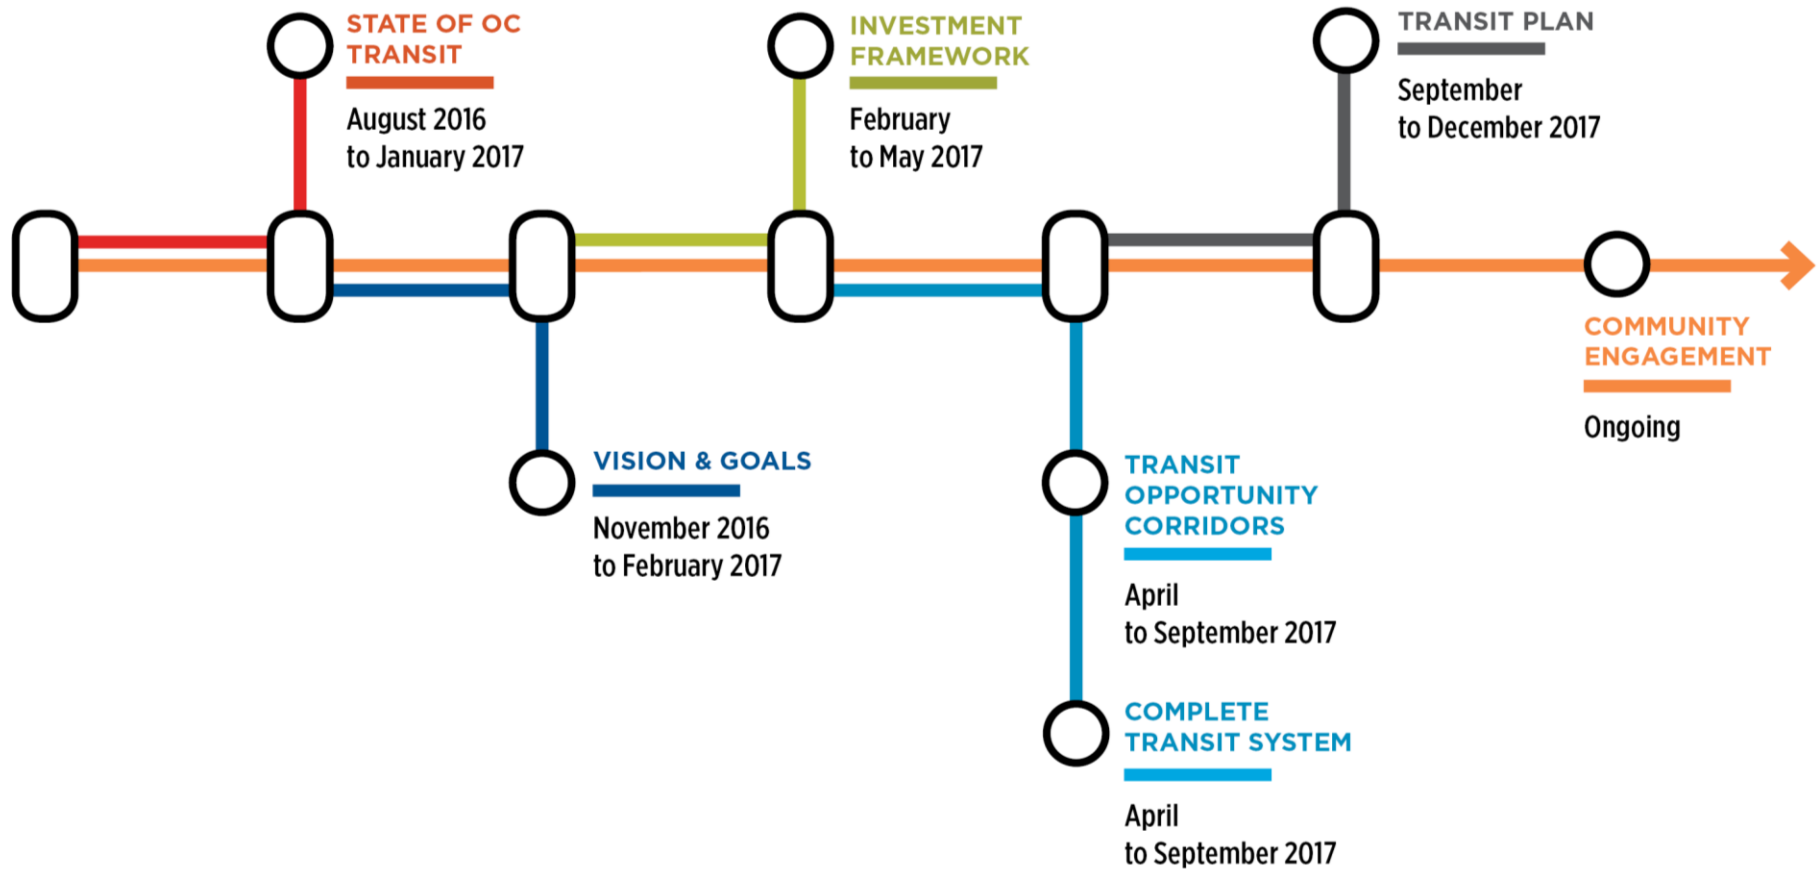 STATE OF OC
TRANSIT
August 2016
to January 2017
INVESTMENT
FRAMEWORK
February
to May 2017
TRANSIT PLAN
September
to December 2017
COMMUNITY
ENGAGEMENT
Ongoing
VISION & GOALS
November 2016
to February 2017
TRANSIT
OPPORTUNITY
CORRIDORS
April
to September 2017
COMPLETE
TRANSIT SYSTEM
April
to September 2017